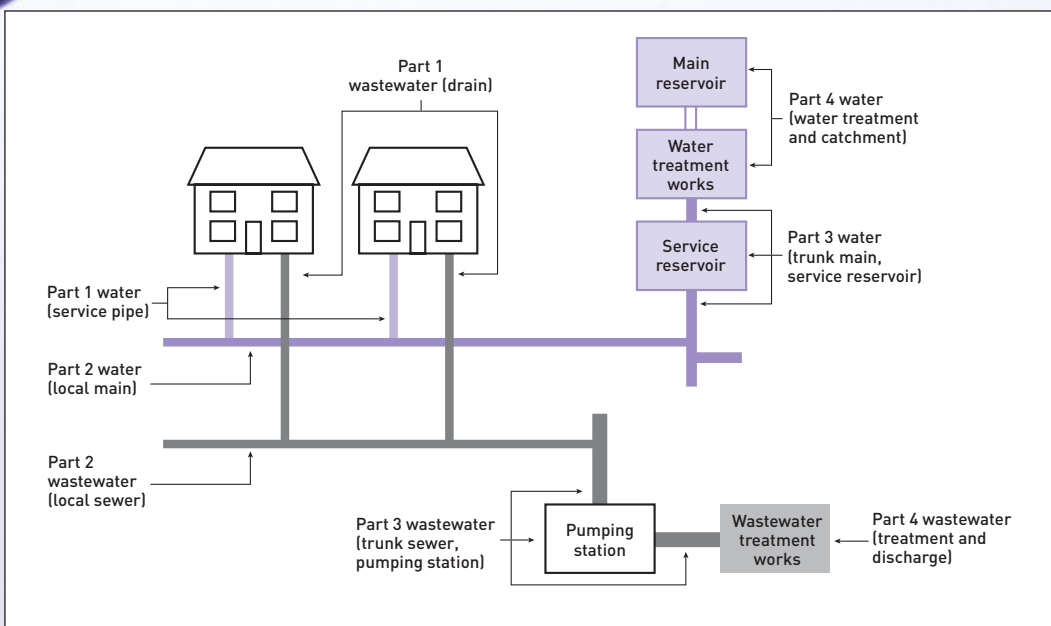 Part 1
wastewater (drain)
Main
reservoir
Part 4 water
(water treatment
and catchment)
Water
treatment
works
Service
reservoir
Part 3 water
(trunk main,
service reservoir)
Part 1 water
(service pipe)
Part 2 water
(local main)
Part 2
wastewater
(local sewer)
Part 3 wastewater
(trunk sewer,
pumping station)
Pumping
station
Wastewater
treatment
works
Part 4 wastewater
(treatment and
discharge)